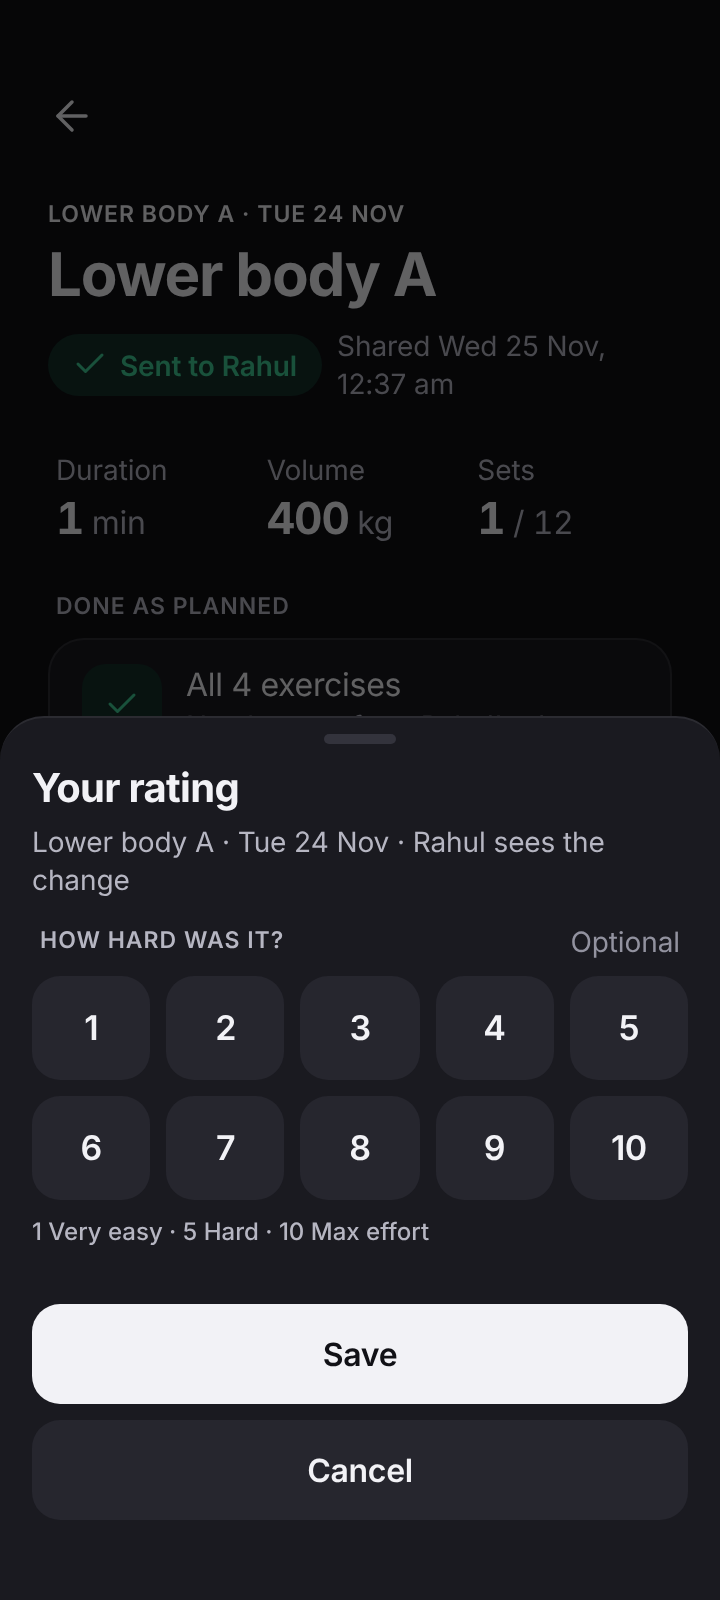 LOWER BODY A · TUE 24 NOV
Lower body A
Sent to Rahul
Shared Wed 25 Nov,
12:37 am
Duration
Volume
Sets
1 min
400 kg
1 / 12
DONE AS PLANNED
All 4 exercises
Your rating
Lower body A · Tue 24 Nov · Rahul sees the
change
HOW HARD WAS IT?
Optional
1
2
3
4
5
6
7
8
9
10
1 Very easy · 5 Hard · 10 Max effort
Save
Cancel